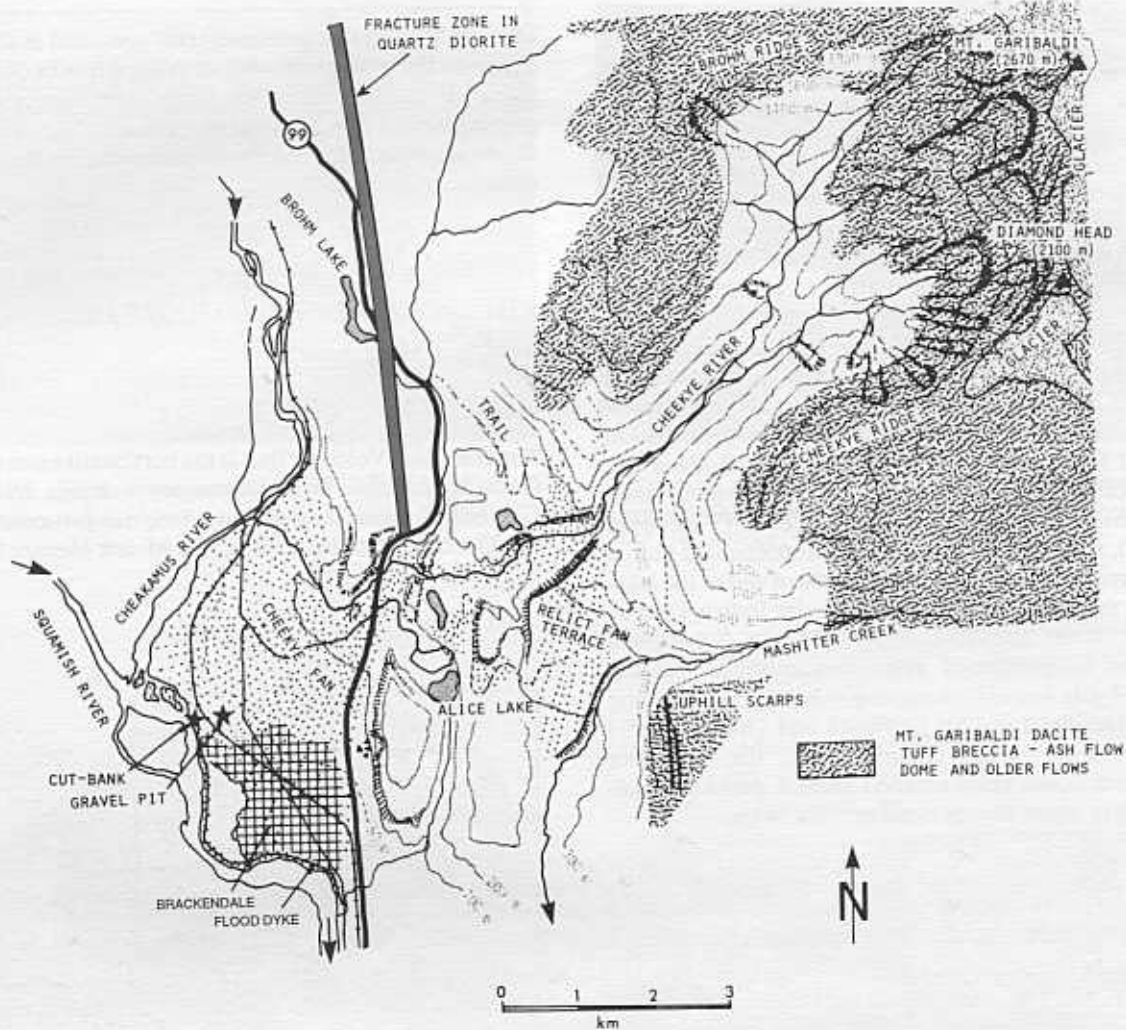 FRACTURE ZONE IN
QUARTZ DIORITE
BROHM RIDGE
MT. GARIBALDI
(2670 m)
GLACIER
99
BROHM LAKE
DIAMOND HEAD
(2100 m)
GLACIER
TRAIL
CHEEKYE RIVER
CHEEKYE RIDGE
CHEAKAMUS RIVER
SQUAMISH RIVER
CHEEKYE
FAN
RELICT FAN
TERRACE
MASHITER CREEK
ALICE LAKE
UPHILL SCARPS
CUT-BANK
GRAVEL PIT
MT. GARIBALDI DACITE
TUFF BRECCIA - ASH FLOW
DOME AND OLDER FLOWS
BRACKENDALE
FLOOD DYKE
N
0 1 2 3
km